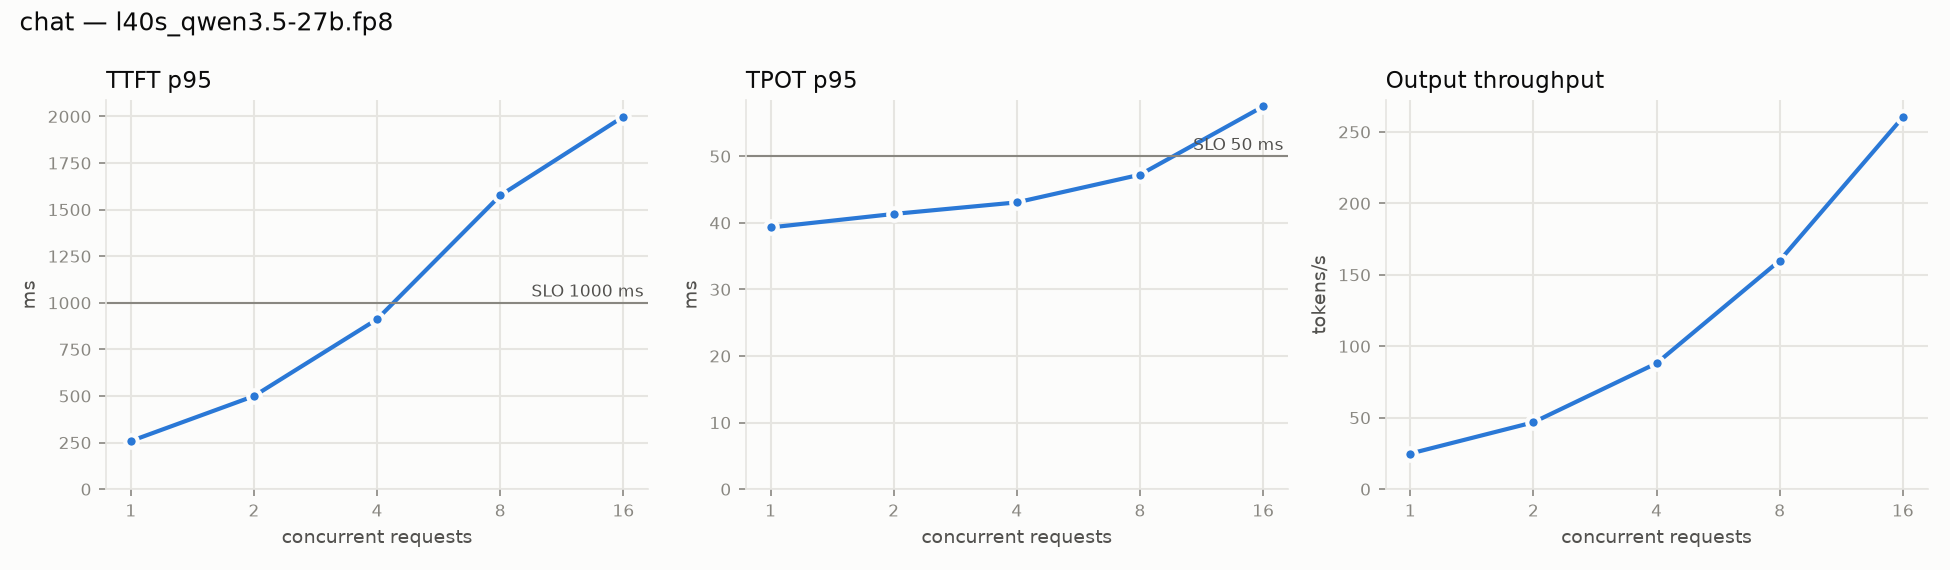 chat — l40s_qwen3.5-27b.fp8
TTFT p95
2000
1750
1500
1250
1000
750
500
250
0
ms
SLO 1000 ms
1 2 4 8 16
concurrent requests
TPOT p95
50
40
30
20
10
0
ms
SLO 50 ms
1 2 4 8 16
concurrent requests
Output throughput
250
200
150
100
50
0
tokens/s
1 2 4 8 16
concurrent requests